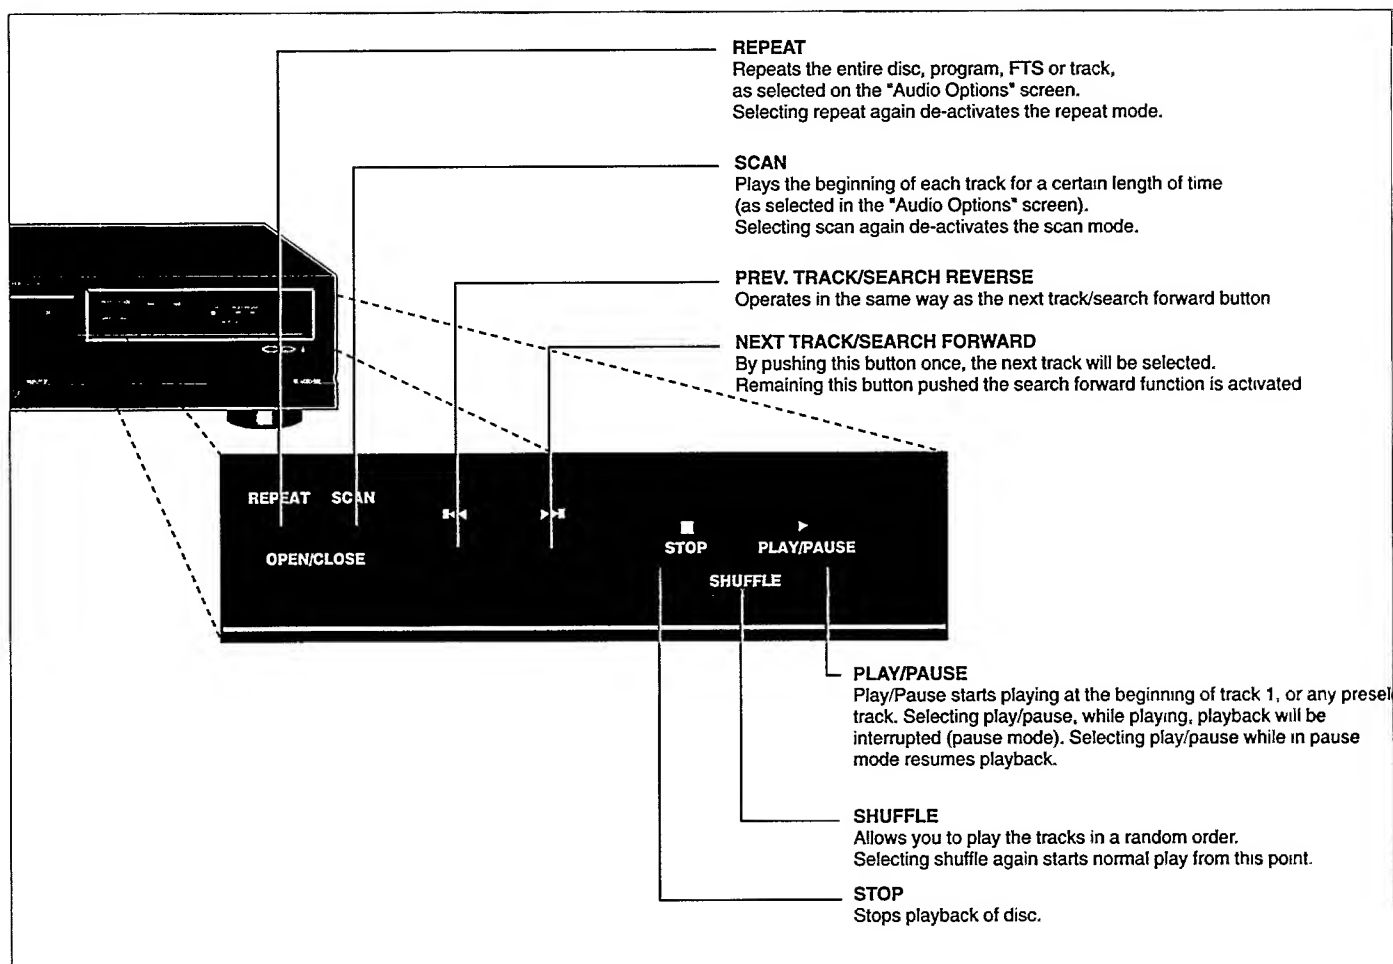 REPEAT
Repeats the entire disc, program, FTS or track,
as selected on the "Audio Options" screen.
Selecting repeat again de-activates the repeat mode.
SCAN
Plays the beginning of each track for a certain length of time
(as selected in the "Audio Options" screen).
Selecting scan again de-activates the scan mode.
PREV. TRACK/SEARCH REVERSE
Operates in the same way as the next track/search forward button
NEXT TRACK/SEARCH FORWARD
By pushing this button once, the next track will be selected.
Remaining this button pushed the search forward function is activated
REPEAT SCAN
OPEN/CLOSE
STOP PLAY/PAUSE
SHUFFLE
PLAY/PAUSE
Play/Pause starts playing at the beginning of track 1, or any presel
track. Selecting play/pause, while playing, playback will be
interrupted (pause mode). Selecting play/pause while in pause
mode resumes playback.
SHUFFLE
Allows you to play the tracks in a random order.
Selecting shuffle again starts normal play from this point.
STOP
Stops playback of disc.